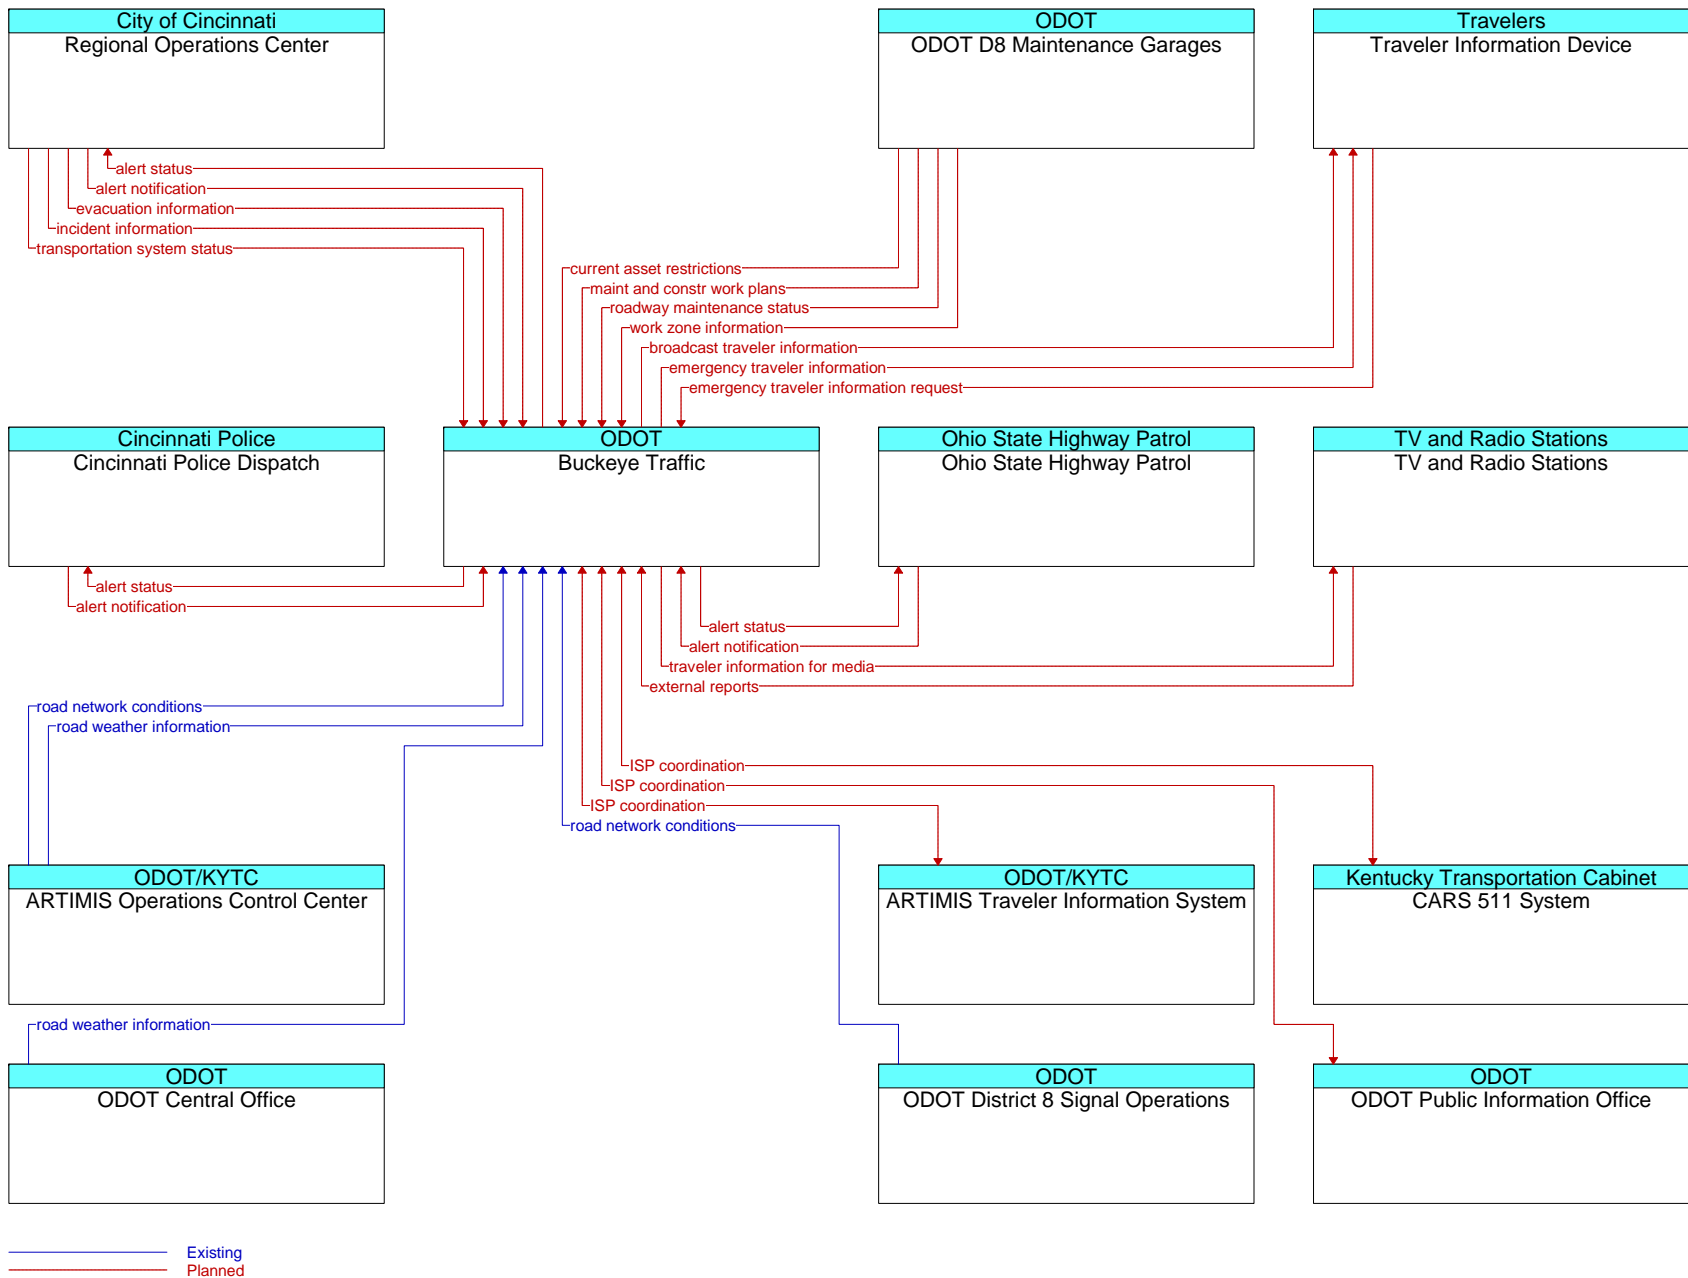 City of Cincinnati
Regional Operations Center
ODOT
ODOT D8 Maintenance Garages
Travelers
Traveler Information Device
alert status
alert notification
evacuation information
incident information
transportation system status
current asset restrictions
maint and constr work plans
roadway maintenance status
work zone information
broadcast traveler information
emergency traveler information
emergency traveler information request
Cincinnati Police
Cincinnati Police Dispatch
ODOT
Buckeye Traffic
Ohio State Highway Patrol
Ohio State Highway Patrol
TV and Radio Stations
TV and Radio Stations
alert status
alert notification
alert status
alert notification
traveler information for media
external reports
road network conditions
road weather information
ISP coordination
ISP coordination
ISP coordination
road network conditions
ODOT/KYTC
ARTIMIS Operations Control Center
ODOT/KYTC
ARTIMIS Traveler Information System
Kentucky Transportation Cabinet
CARS 511 System
road weather information
ODOT
ODOT Central Office
ODOT
ODOT District 8 Signal Operations
ODOT
ODOT Public Information Office
Existing
Planned